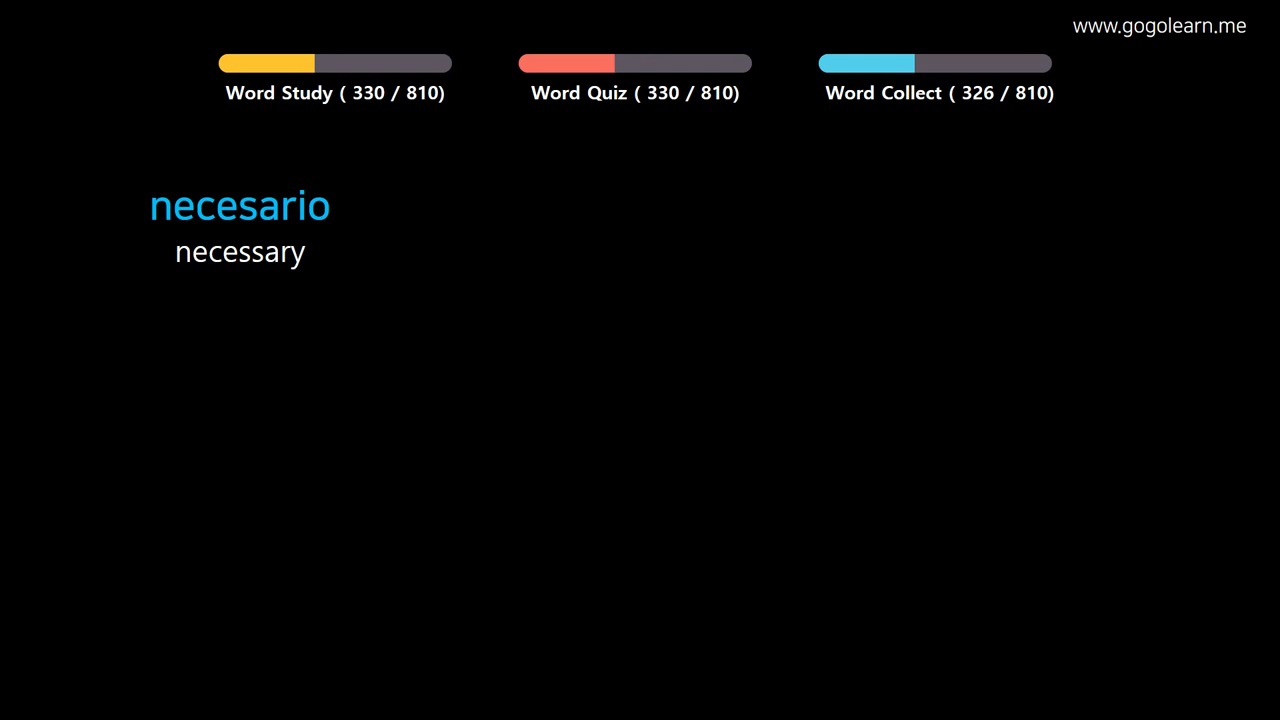 www.gogolearn.me
Word Study ( 330 / 810)
Word Quiz ( 330 / 810)
Word Collect ( 326 / 810)
necesario
necessary